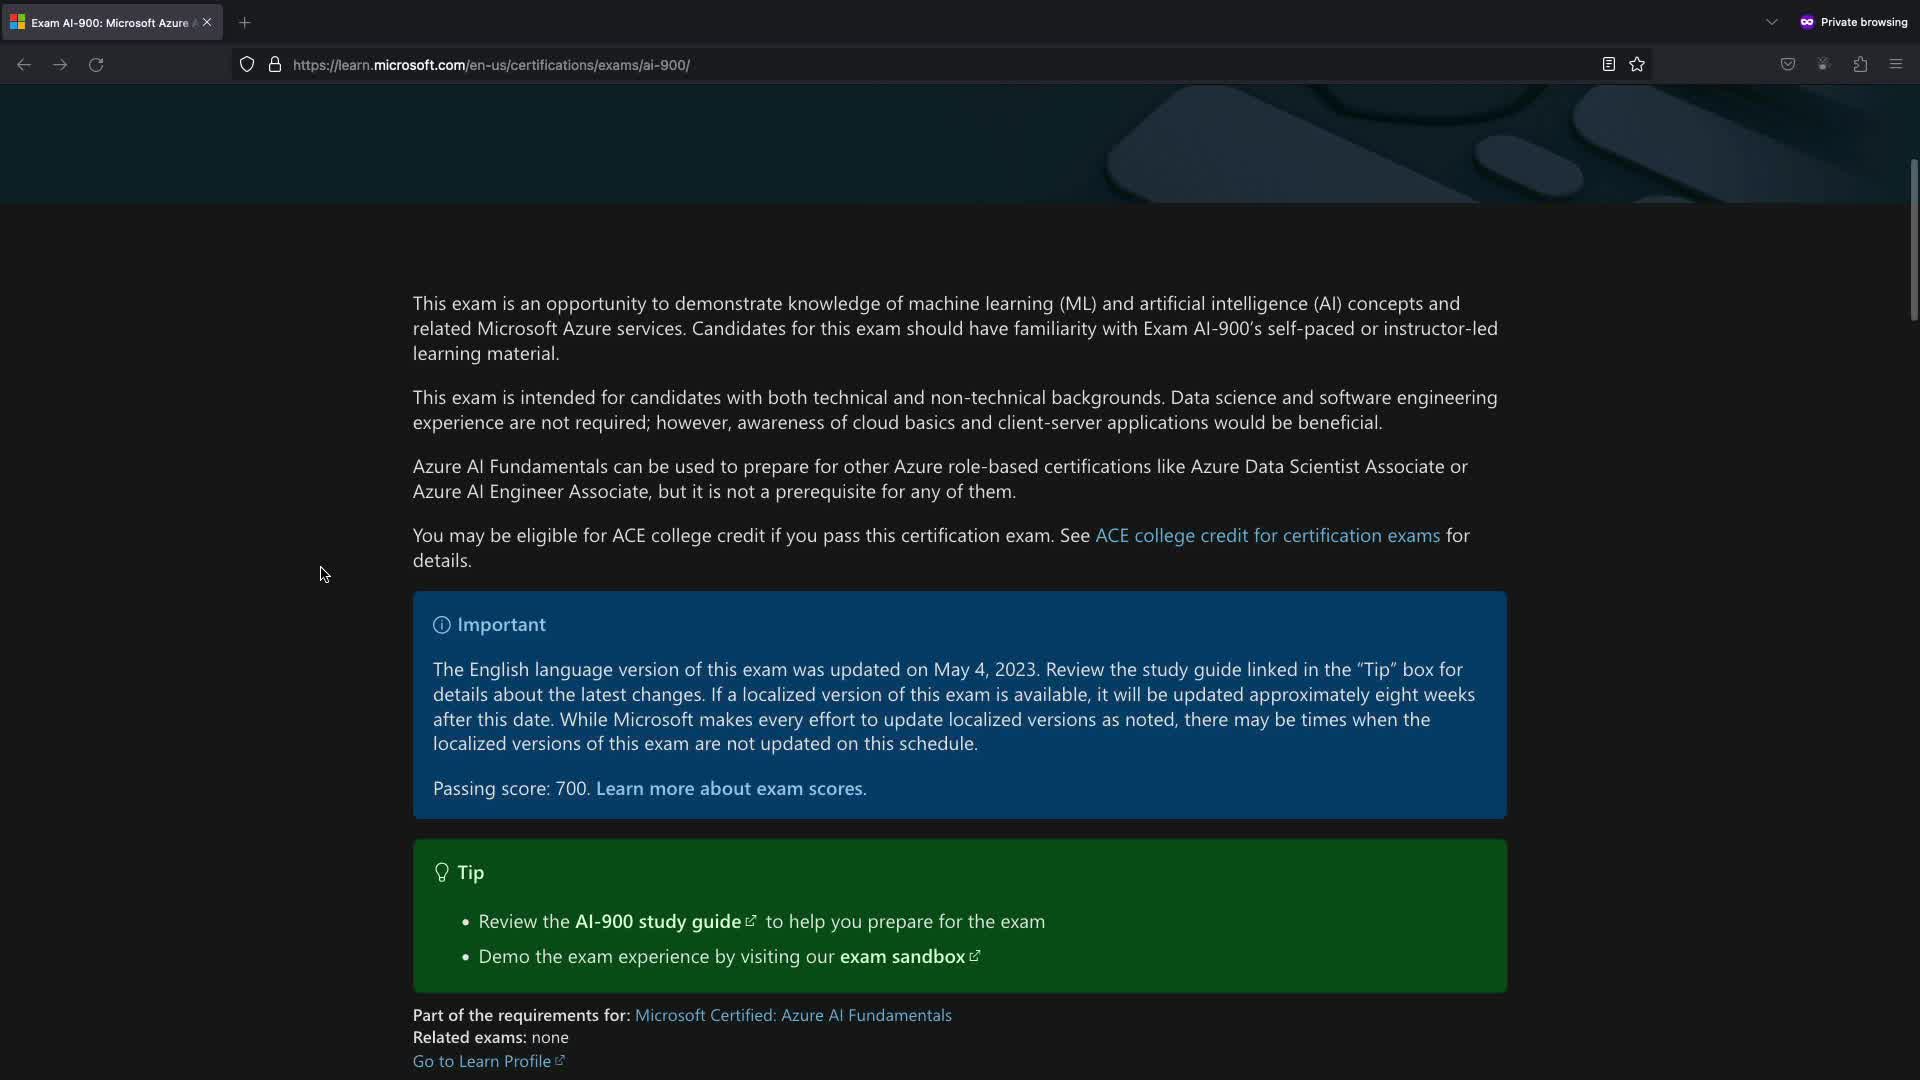 Exam AI-900: Microsoft Azure
Private browsing
https://learn.microsoft.com/en-us/certifications/exams/ai-900/
This exam is an opportunity to demonstrate knowledge of machine learning (ML) and artificial intelligence (AI) concepts and
related Microsoft Azure services. Candidates for this exam should have familiarity with Exam AI-900’s self-paced or instructor-led
learning material.
This exam is intended for candidates with both technical and non-technical backgrounds. Data science and software engineering
experience are not required; however, awareness of cloud basics and client-server applications would be beneficial.
Azure AI Fundamentals can be used to prepare for other Azure role-based certifications like Azure Data Scientist Associate or
Azure AI Engineer Associate, but it is not a prerequisite for any of them.
You may be eligible for ACE college credit if you pass this certification exam. See ACE college credit for certification exams for
details.
Important
The English language version of this exam was updated on May 4, 2023. Review the study guide linked in the “Tip” box for
details about the latest changes. If a localized version of this exam is available, it will be updated approximately eight weeks
after this date. While Microsoft makes every effort to update localized versions as noted, there may be times when the
localized versions of this exam are not updated on this schedule.
Passing score: 700. Learn more about exam scores.
Tip
• Review the AI-900 study guide to help you prepare for the exam
• Demo the exam experience by visiting our exam sandbox
Part of the requirements for: Microsoft Certified: Azure AI Fundamentals
Related exams: none
Go to Learn Profile